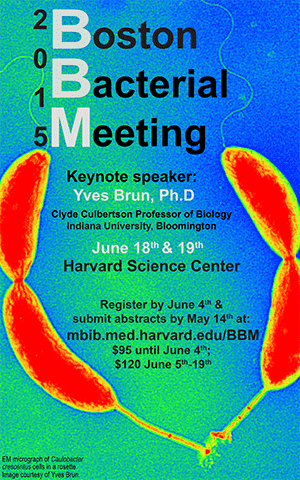 2015
Boston
Bacterial
Meeting
Keynote speaker:
Yves Brun, Ph.D
Clyde Culbertson Professor of Biology
Indiana University, Bloomington
June 18th & 19th
Harvard Science Center
Register by June 4th &
submit abstracts by May 14th at:
mbib.med.harvard.edu/BBM
$95 until June 4th;
$120 June 5th-19th
EM micrograph of Caulobacter
crescentus cells in a rosette.
Image courtesy of Yves Brun.